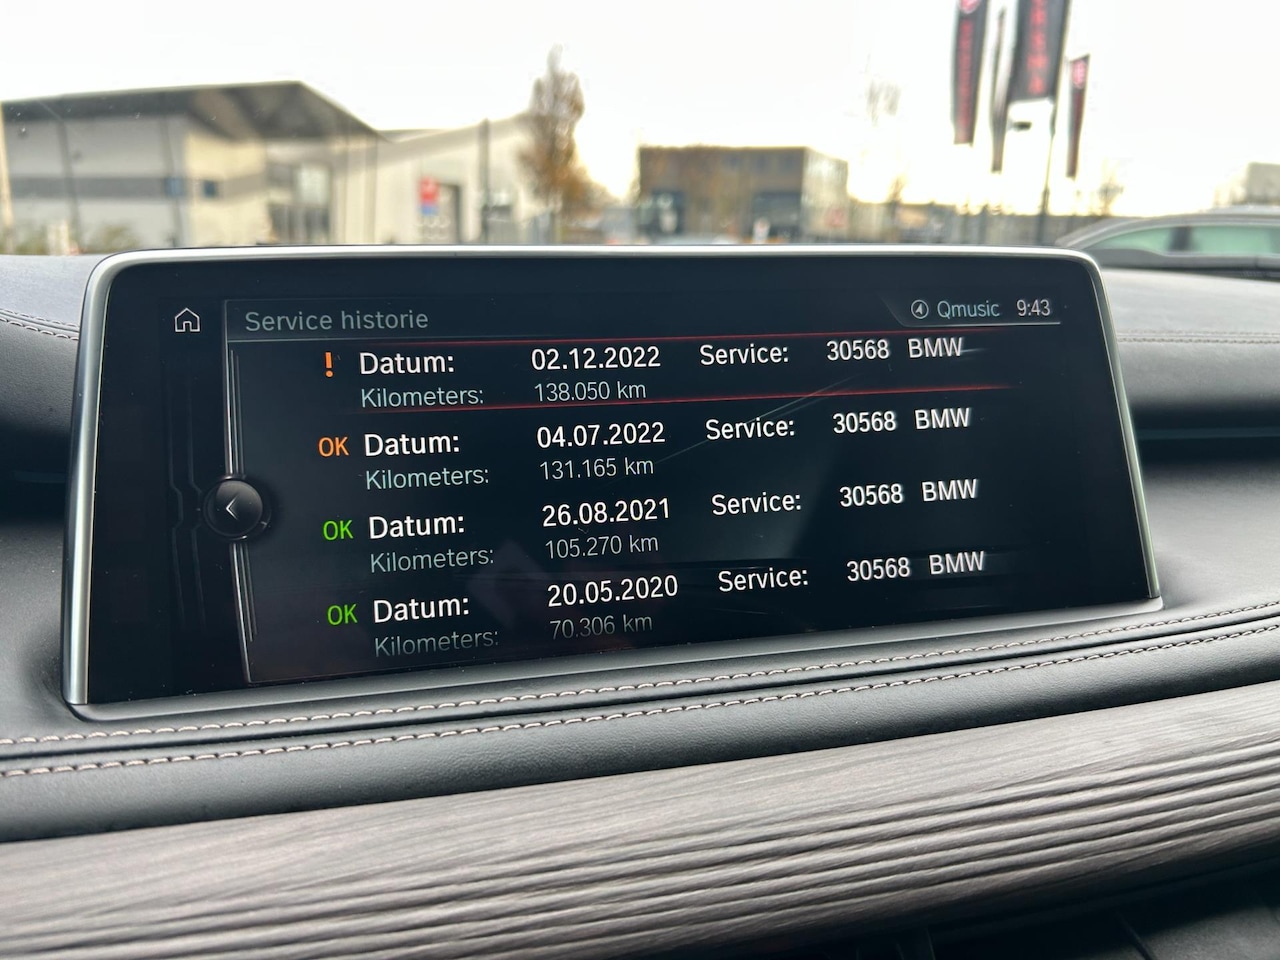 Service historie Qmusic 9:43
! Datum: 02.12.2022 Service: 30568 BMW
Kilometers: 138.050 km
OK Datum: 04.07.2022 Service: 30568 BMW
Kilometers: 131.165 km
OK Datum: 26.08.2021 Service: 30568 BMW
Kilometers: 105.270 km
OK Datum: 20.05.2020 Service: 30568 BMW
Kilometers: 70.306 km